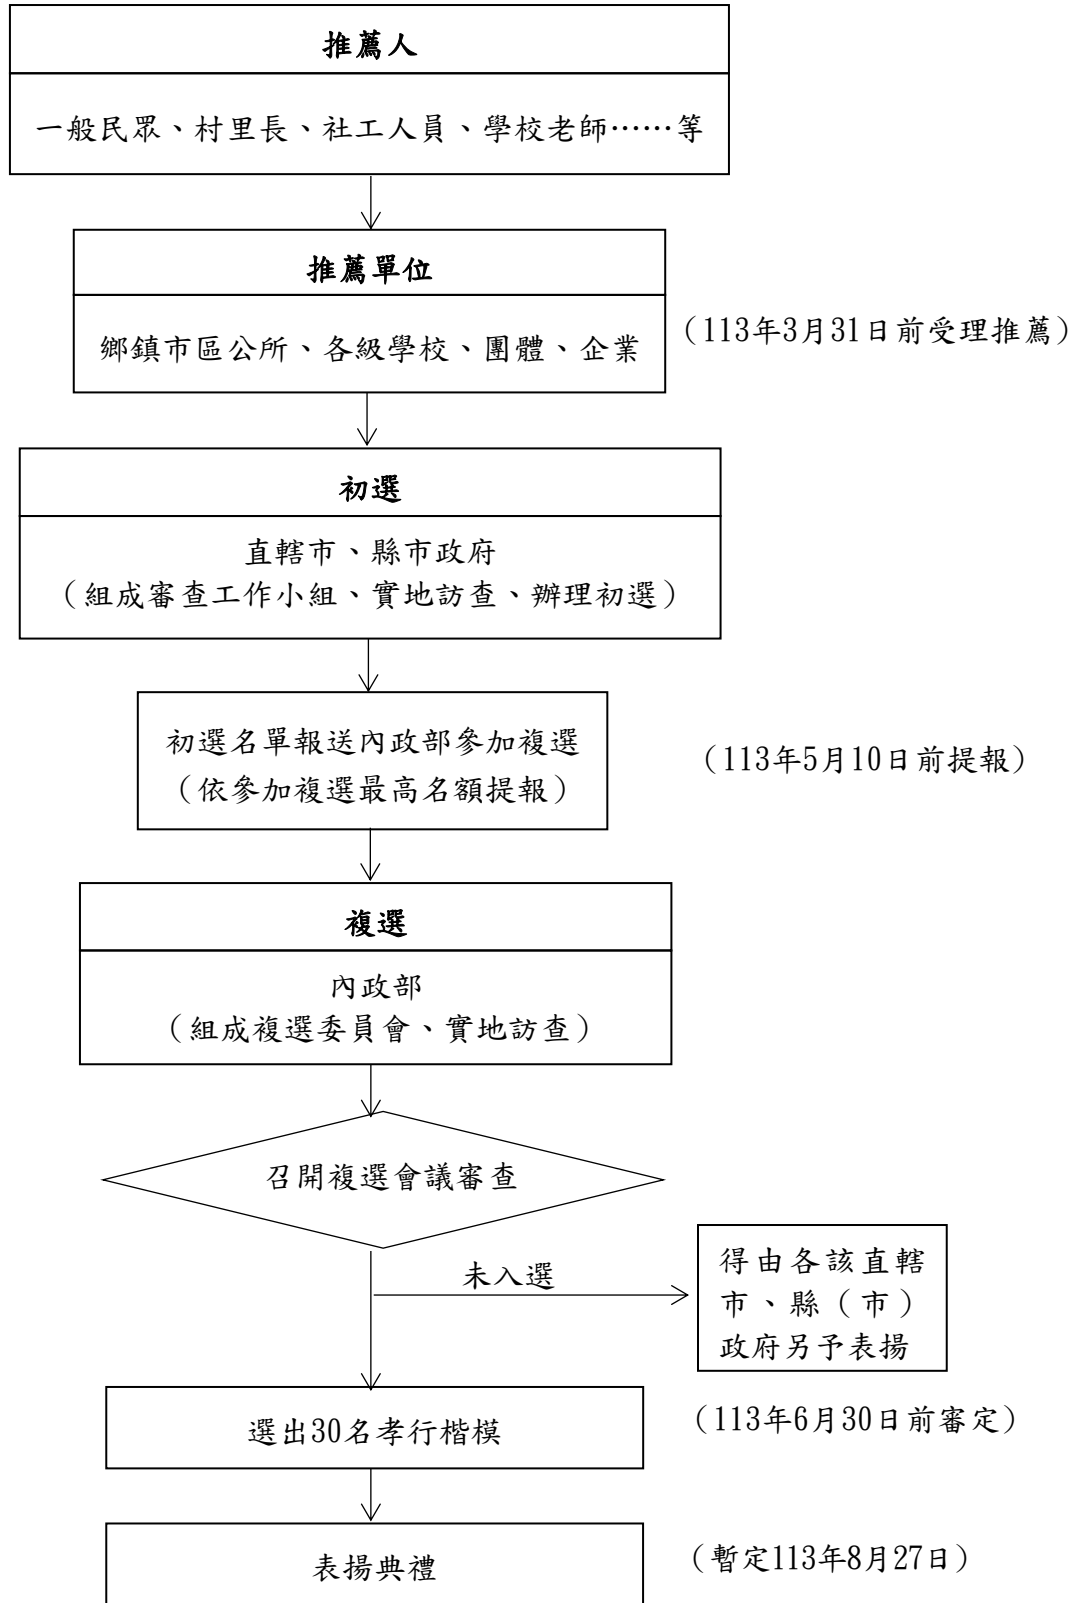 推薦人
一般民眾、村里長、社工人員、學校老師……等
推薦單位
鄉鎮市區公所、各級學校、團體、企業
（113年3月31日前受理推薦）
初選
直轄市、縣市政府
（組成審查工作小組、實地訪查、辦理初選）
初選名單報送內政部參加複選
（依參加複選最高名額提報）
（113年5月10日前提報）
複選
內政部
（組成複選委員會、實地訪查）
召開複選會議審查
未入選
得由各該直轄
市、縣（市）
政府另予表揚
選出30名孝行楷模
（113年6月30日前審定）
表揚典禮
（暫定113年8月27日）